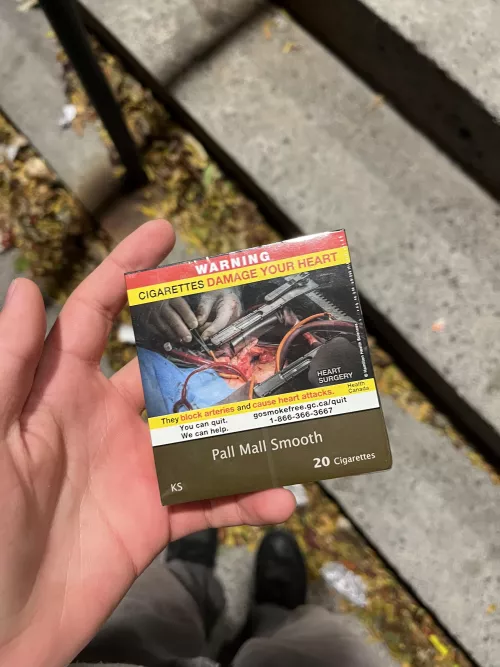 WARNING
CIGARETTES DAMAGE YOUR HEART
HEART
SURGERY
Health
Canada
They block arteries and cause heart attacks.
You can quit.
We can help.
gosmokefree.gc.ca/quit
1-866-366-3667
Pall Mall Smooth
KS
20 Cigarettes